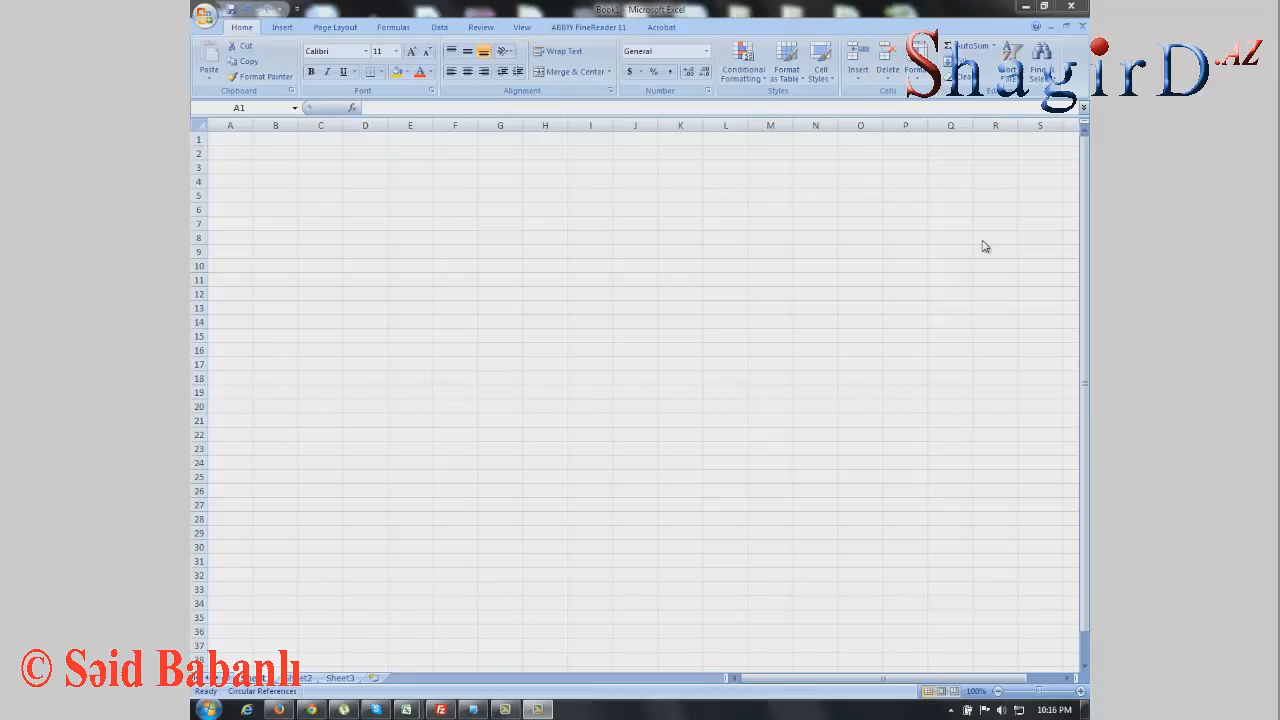 Book1 - Microsoft Excel
Home Insert Page Layout Formulas Data Review View ABBYY FineReader 11 Acrobat
ShagirD.AZ
Paste
Cut
Copy
Format Painter
Calibri 11
B I U
Wrap Text
Merge & Center
General
$ % ,
Conditional Formatting
Format as Table
Cell Styles
Insert
Delete
AutoSum
Clipboard Font Alignment Number Styles Cells
A1 fx
A B C D E F G H I J K L M N O P Q R S
1
2
3
4
5
6
7
8
9
10
11
12
13
14
15
16
17
18
19
20
21
22
23
24
25
26
27
28
29
30
31
32
33
34
35
36
37
38
© Səid Babanlı
Sheet2 Sheet3
Ready Circular References 100%
10:16 PM